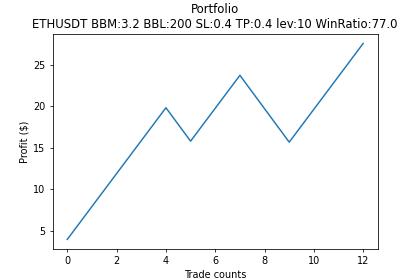 Portfolio
ETHUSDT BBM:3.2 BBL:200 SL:0.4 TP:0.4 lev:10 WinRatio:77.0
25
20
15
10
5
Profit ($)
0 2 4 6 8 10 12
Trade counts